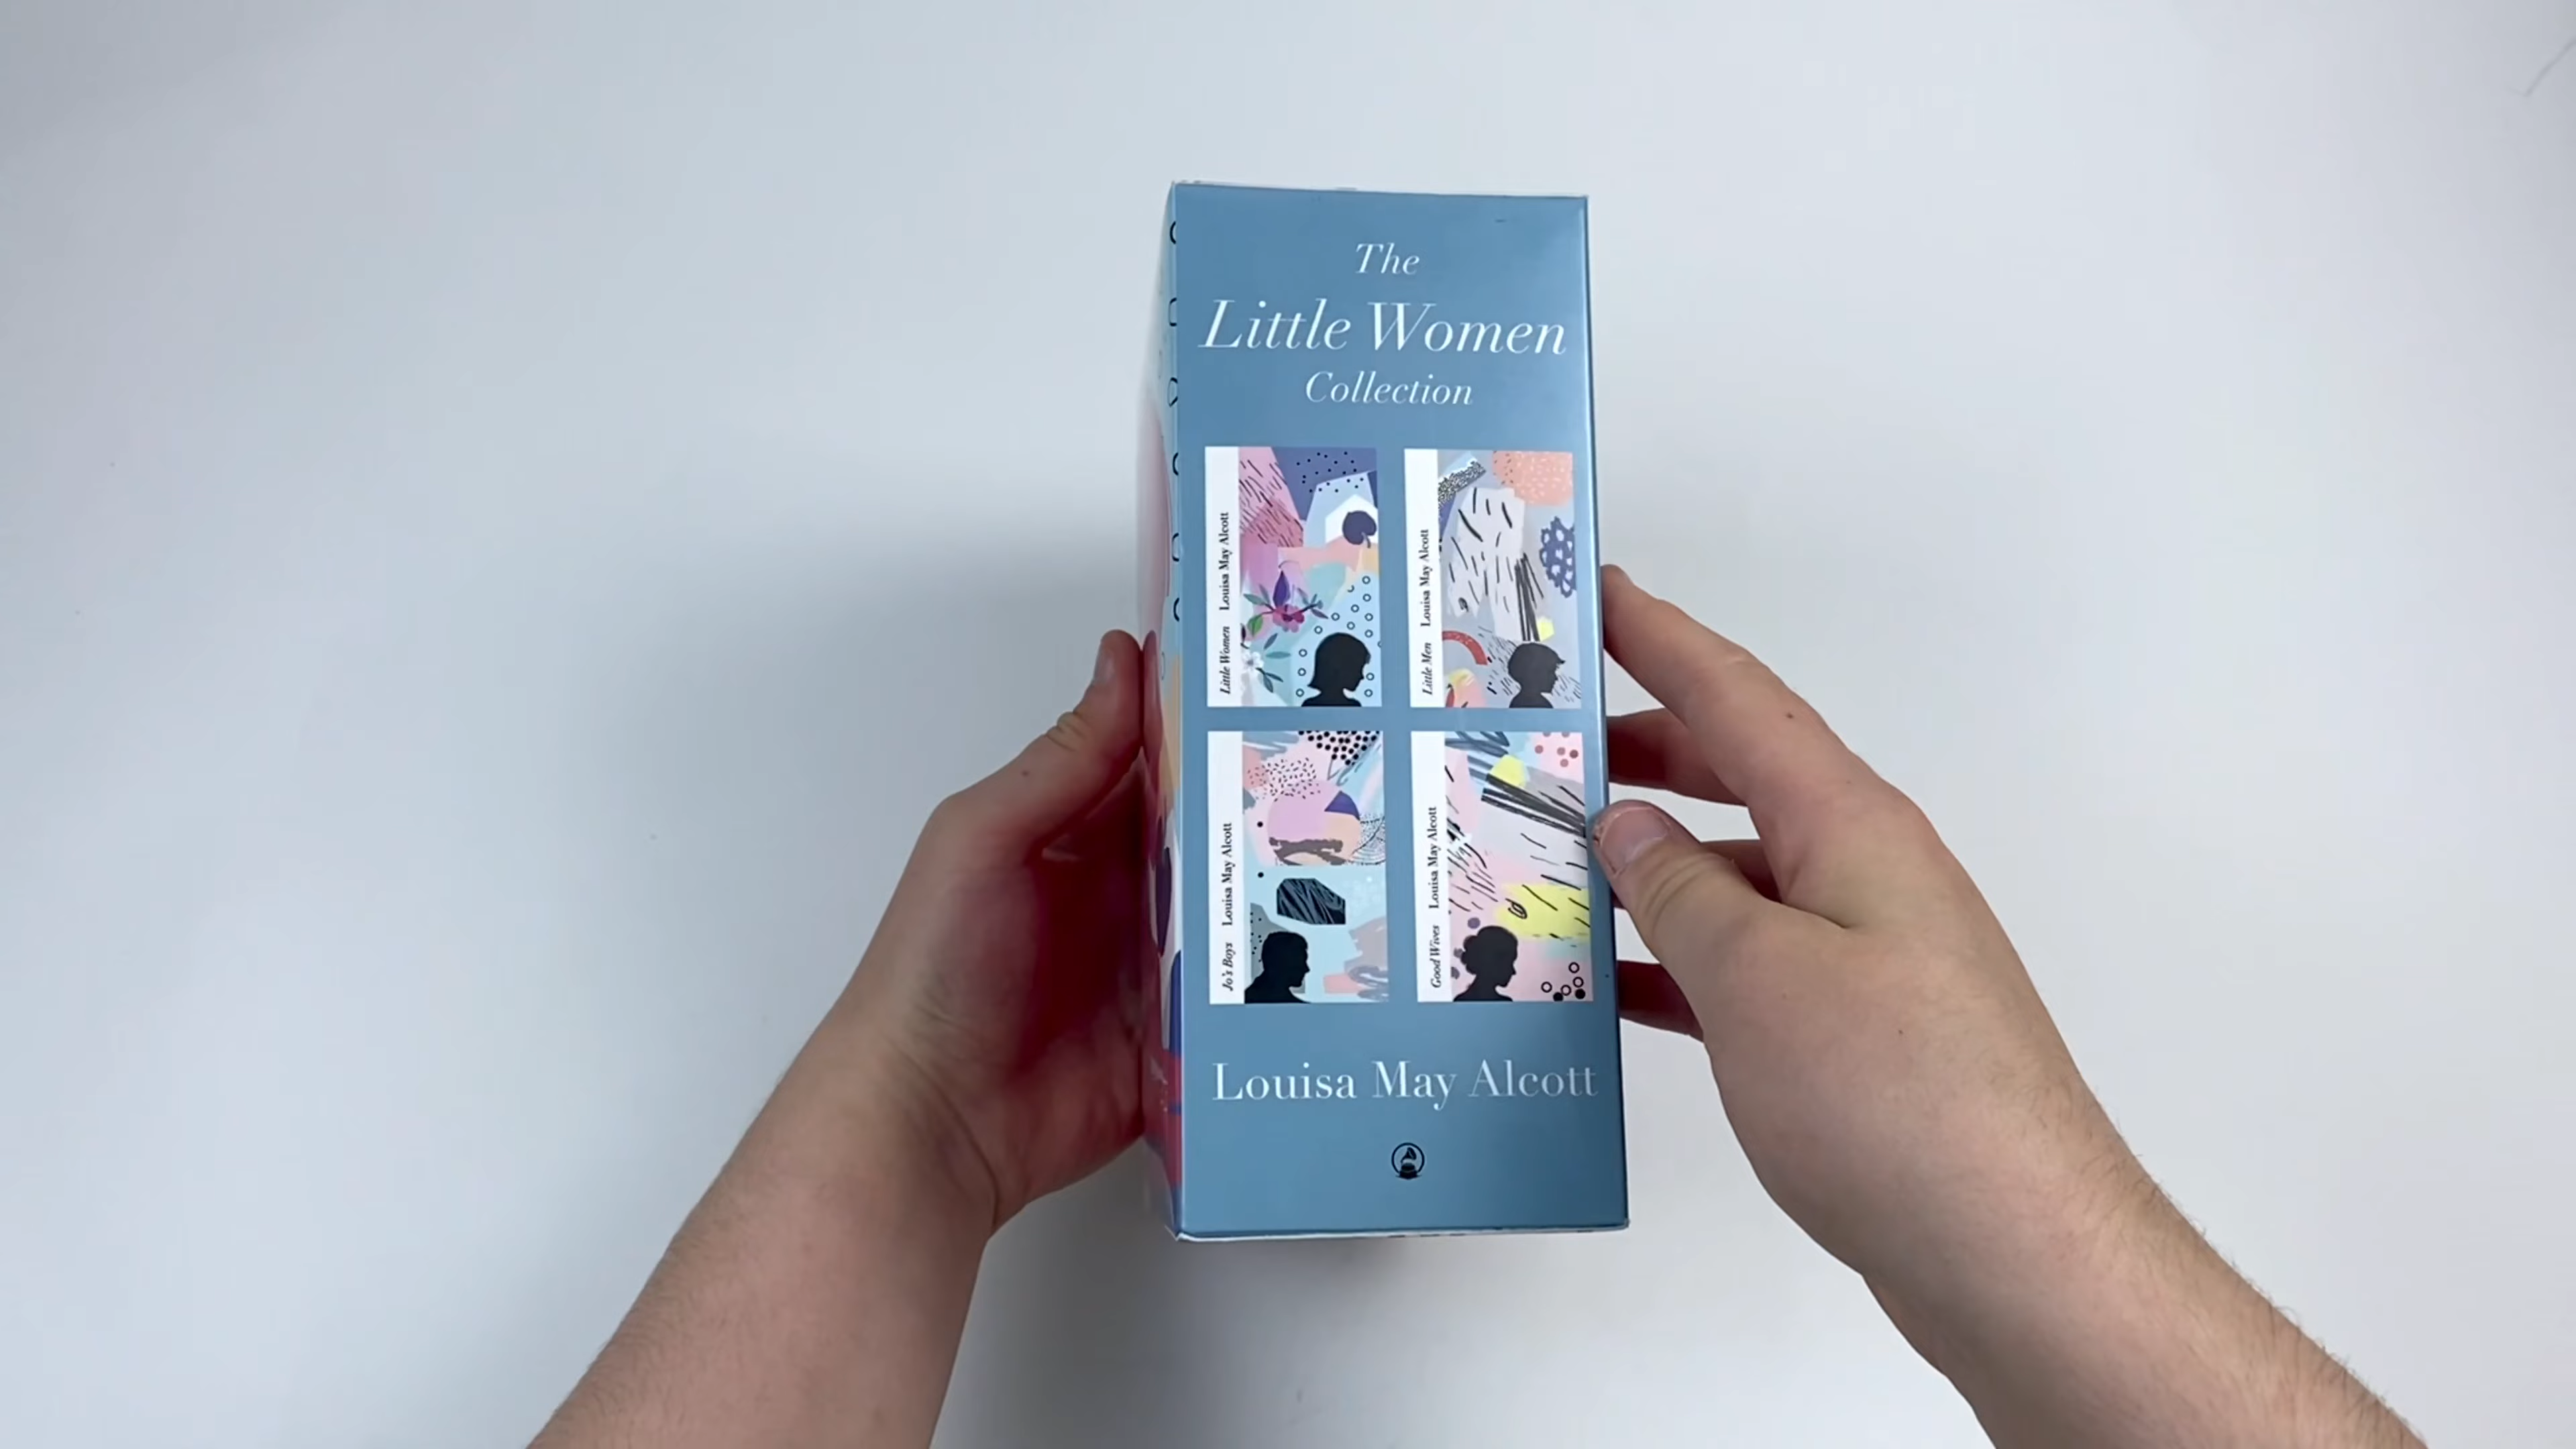 The
Little Women
Collection
Little Women Louisa May Alcott
Little Men Louisa May Alcott
Jo's Boys Louisa May Alcott
Good Wives Louisa May Alcott
Louisa May Alcott